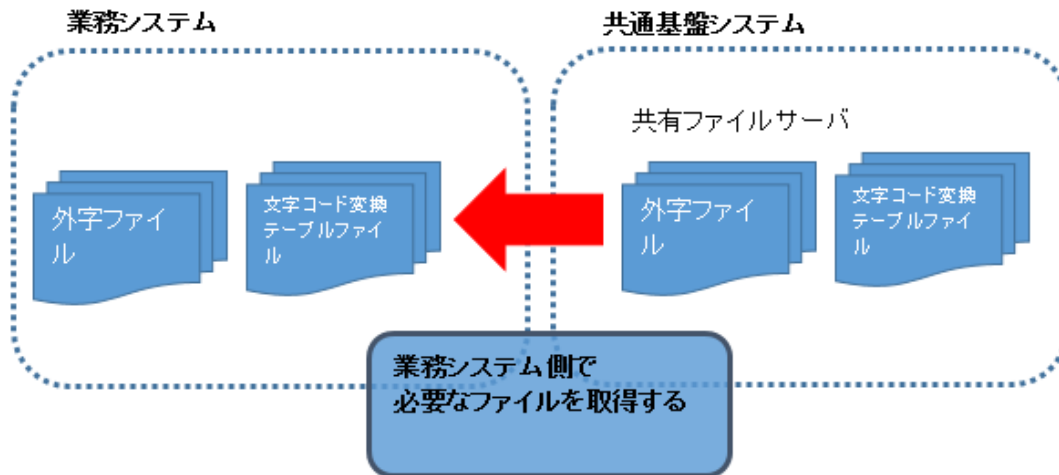 業務システム
共通基盤システム
共有ファイルサーバ
外字ファイ
ル
文字コード変換
テーブルファイ
ル
外字ファイ
ル
文字コード変換
テーブルファイ
ル
業務システム側で
必要なファイルを取得する